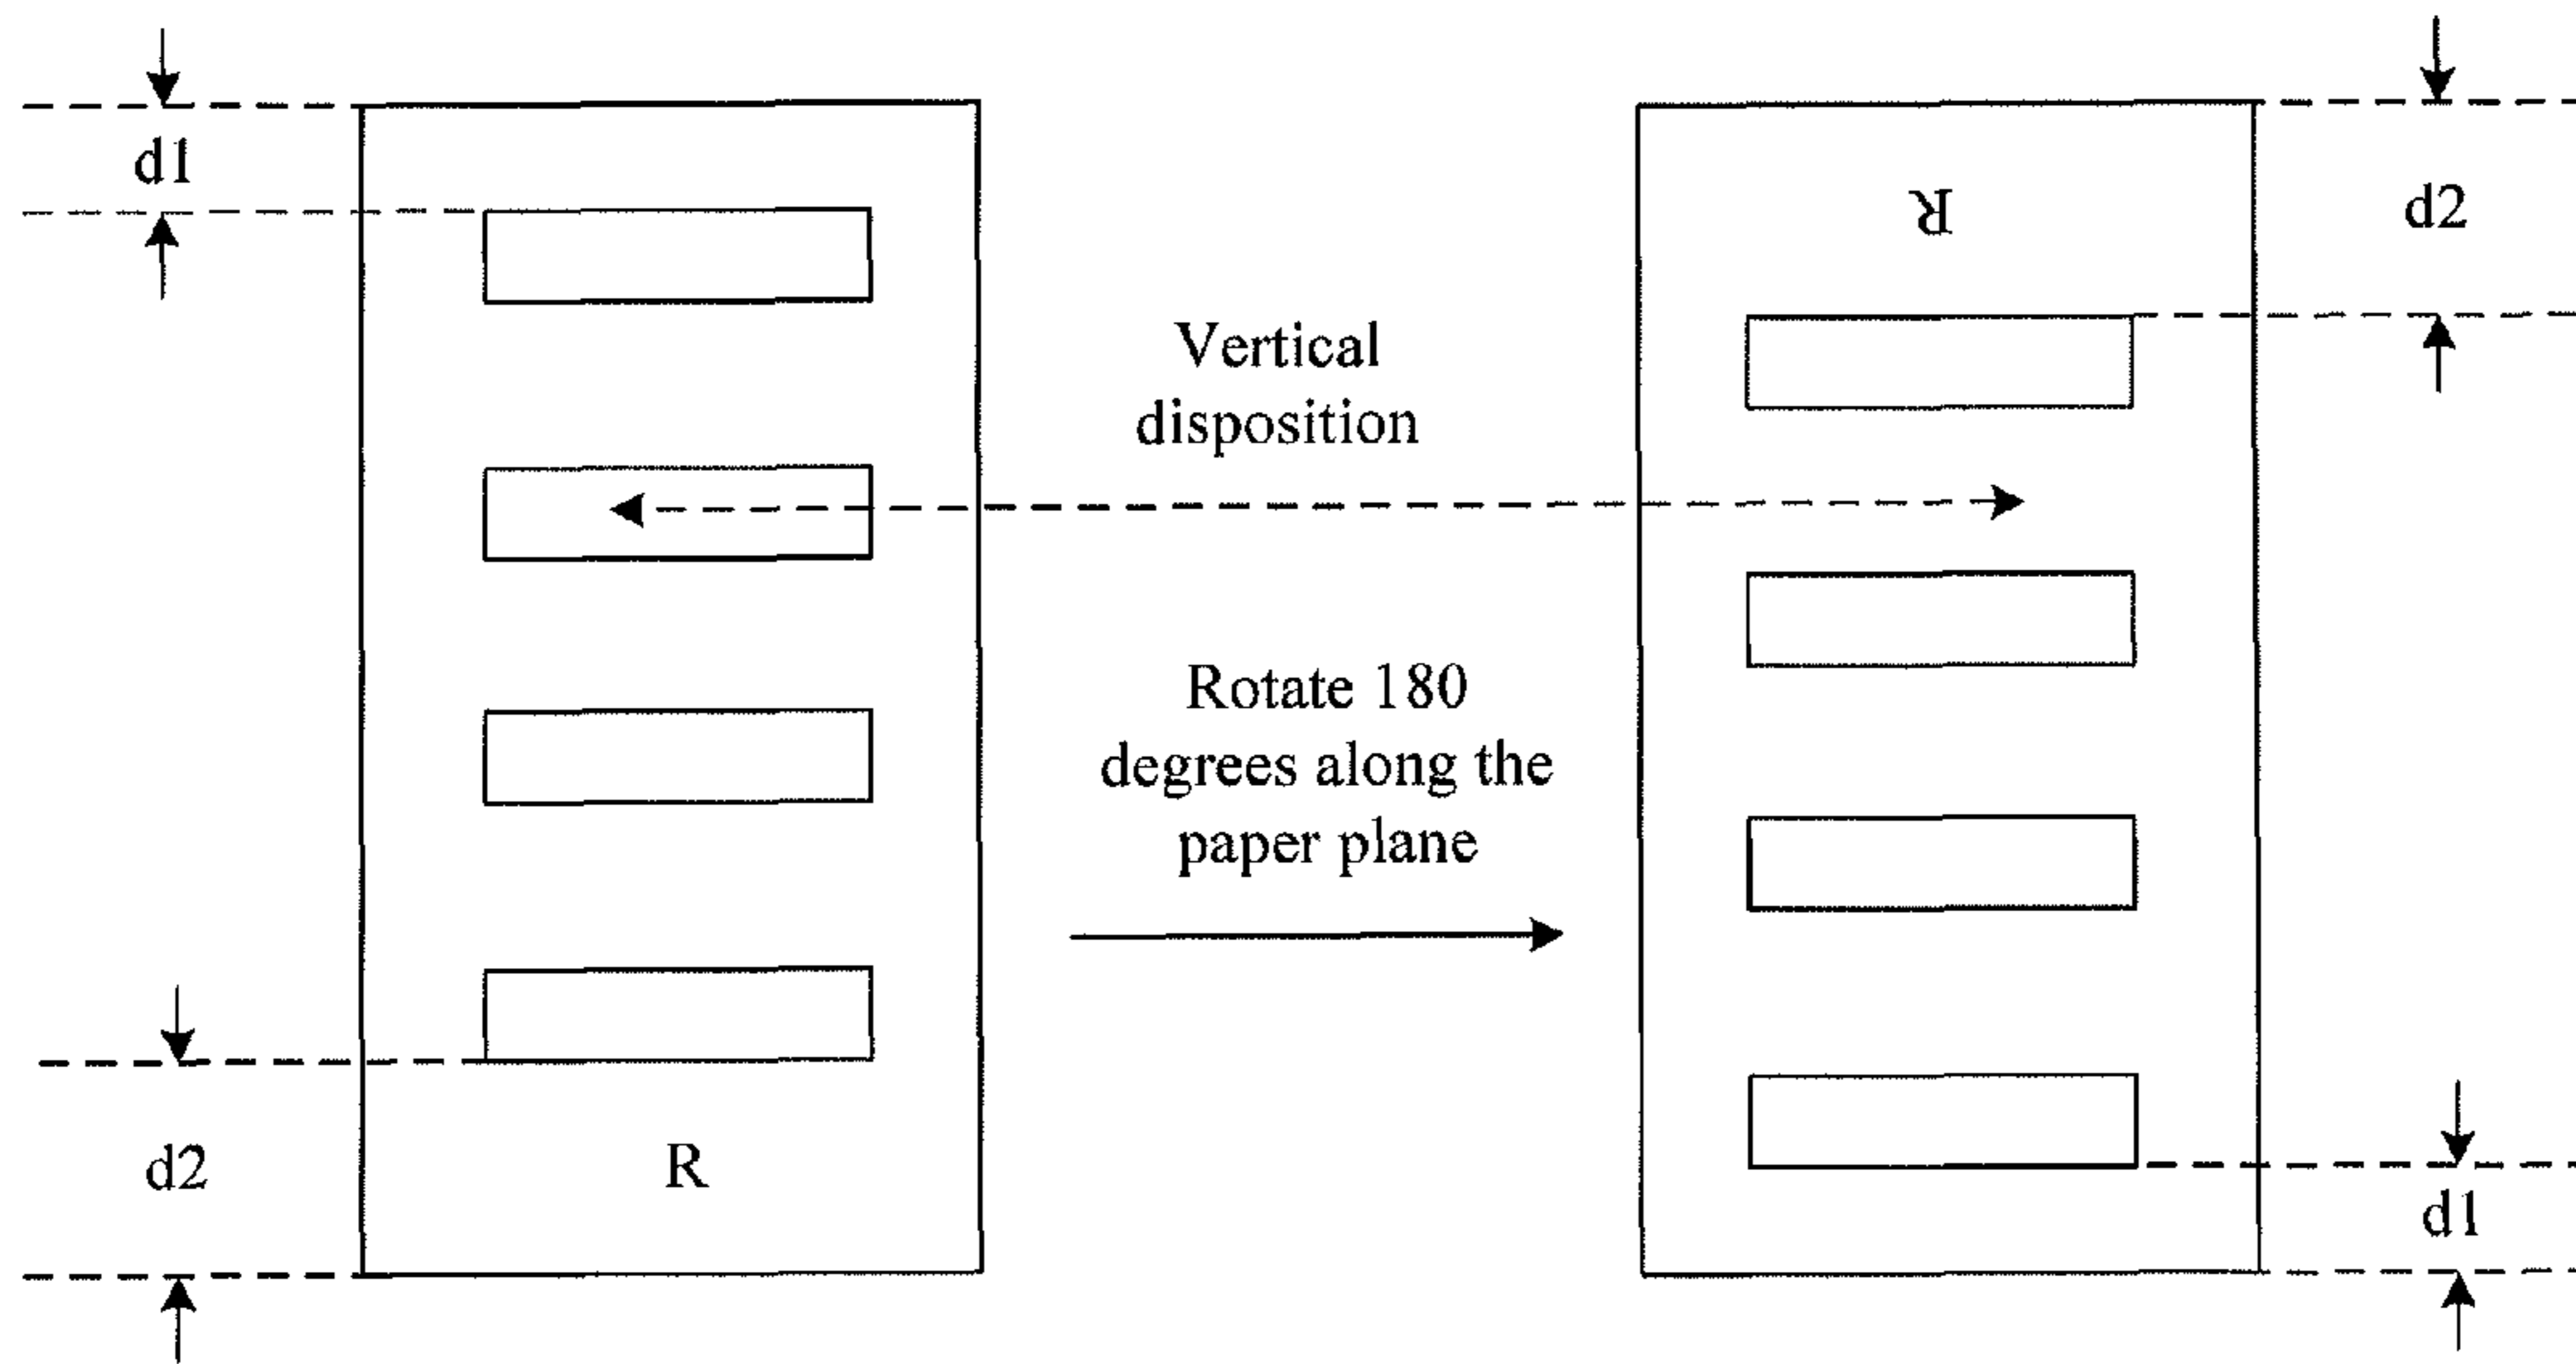 d1
d2
R
Vertical
disposition
Rotate 180
degrees along the
paper plane
R
d2
d1